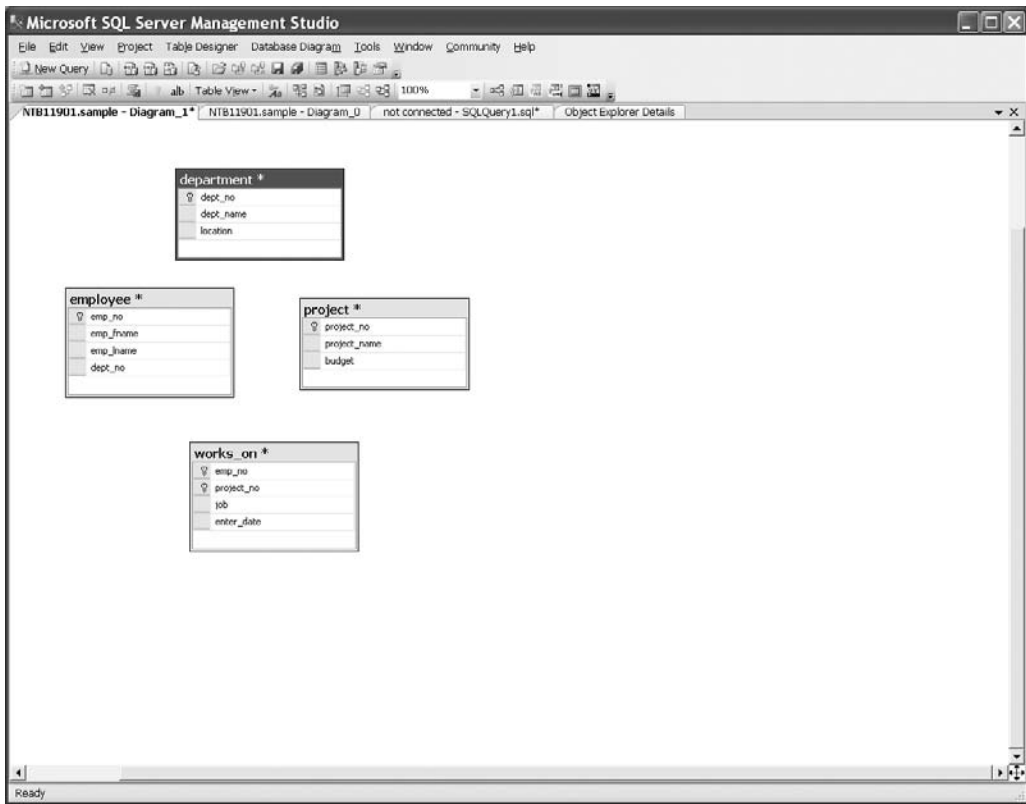 Microsoft SQL Server Management Studio
File Edit View Project Table Designer Database Diagram Tools Window Community Help
New Query
Table View 100%
NTB11901.sample - Diagram_1* NTB11901.sample - Diagram_0 not connected - SQLQuery1.sql* Object Explorer Details
department *
dept_no
dept_name
location
employee *
emp_no
emp_fname
emp_lname
dept_no
project *
project_no
project_name
budget
works_on *
emp_no
project_no
job
enter_date
Ready